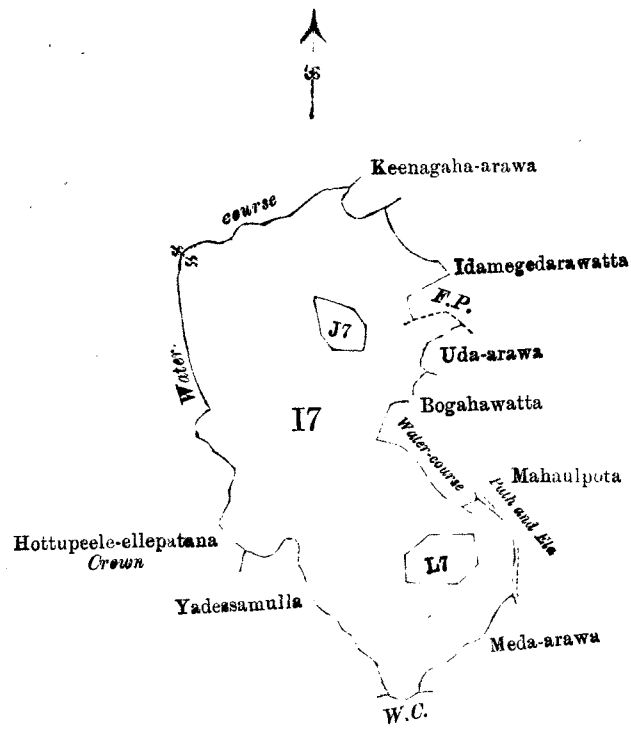 Keenagaha-arawa
course
Idamegedarawatta
F.P.
J7
Uda-arawa
Water.
Bogahawatta
I7
Water-course
Mahaulpota
Path and Ela
Hottupeele-ellepatana
Crown
L7
Yadessamulla
Meda-arawa
W.C.